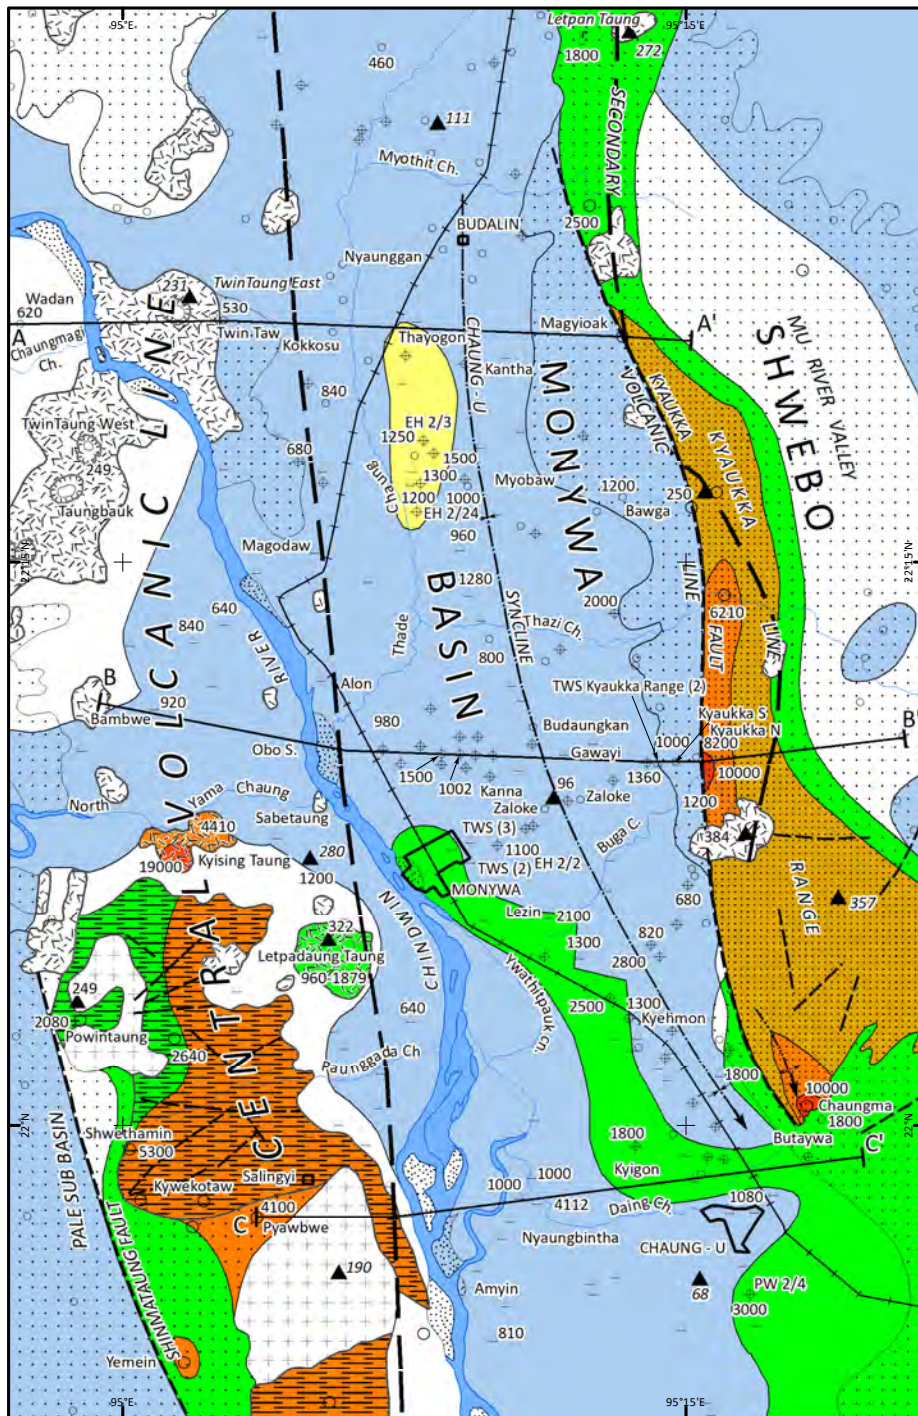 95°E
95°15'E
Letpan Taung
272
1800
460
SECONDARY
111
Myothit Ch.
2500
BUDALIN
Nyaunggan
231
TwinTaung East
Wadan
620
530
A
Twin Taw
Magyioak
A'
Chaungmagi
Ch.
Kokkosu
Thayogon
CHAUNG - U
Kantha
MU RIVER VALLEY
SHWEBO
840
VOLCANIC
KYAUKKA
TwinTaung West
EH 2/3
1250
1500
KYAUKKA
680
1300
249
Chaung
1200
1000
Myobaw
1200
250
Taungbauk
EH 2/24
Bawga
960
MONYWA
Magodaw
22°15'N
22°15'N
BASIN
LINE
1280
640
2000
6210
840
Thade
SYNCLINE
Thazi Ch.
FAULT
LINE
RIVER
800
TWS Kyaukka Range (2)
B
Alon
920
980
Budaungkan
Kyaukka S
Kyaukka N
B'
Bambwe
Obo S.
Gawayi
1000
8200
1500
1002
1360
10000
Kanna
96
North
Yama Chaung
Zaloke
Zaloke
1200
Sabetaung
TWS (3)
Buga C.
384
4410
1100
19000
Kyising Taung
280
TWS (2)
EH 2/2
1200
MONYWA
680
RANGE
357
Lezin
2100
322
820
Letpadaung Taung
1300
960-1879
2800
CHINDWIN
Ywathitpauk Ch.
249
2500
1300
2080
640
Kyehmon
Powintaung
2640
Paunggada Ch
1800
10000
Chaungma
22°N
22°N
1800
Shwethamin
Butaywa
5300
1800
C'
PALE SUB BASIN
Salingyi
Kyigon
Kywekotaw
1000
1000
4100
4112
Daing Ch.
1080
C
Pyawbwe
Nyaungbintha
CHAUNG - U
SHINMATAUNG FAULT
190
68
PW 2/4
Amyin
3000
810
Yemein
CENTRAL VOLCANIC LINE
95°E
95°15'E